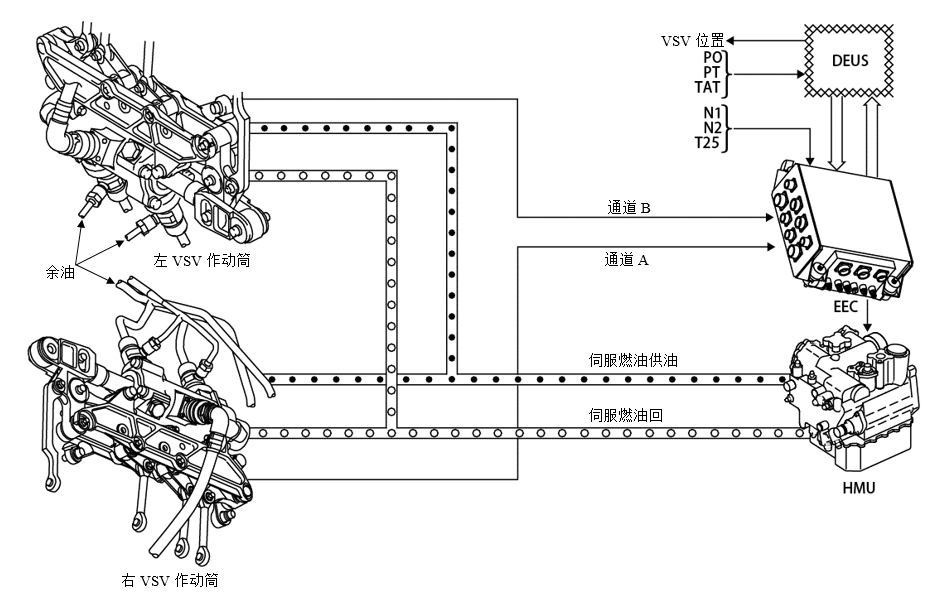 VSV 位置
PO
PT
TAT
DEUS
N1
N2
T25
通道 B
左 VSV 作动筒
余油
通道 A
EEC
伺服燃油供油
伺服燃油回
HMU
右 VSV 作动筒